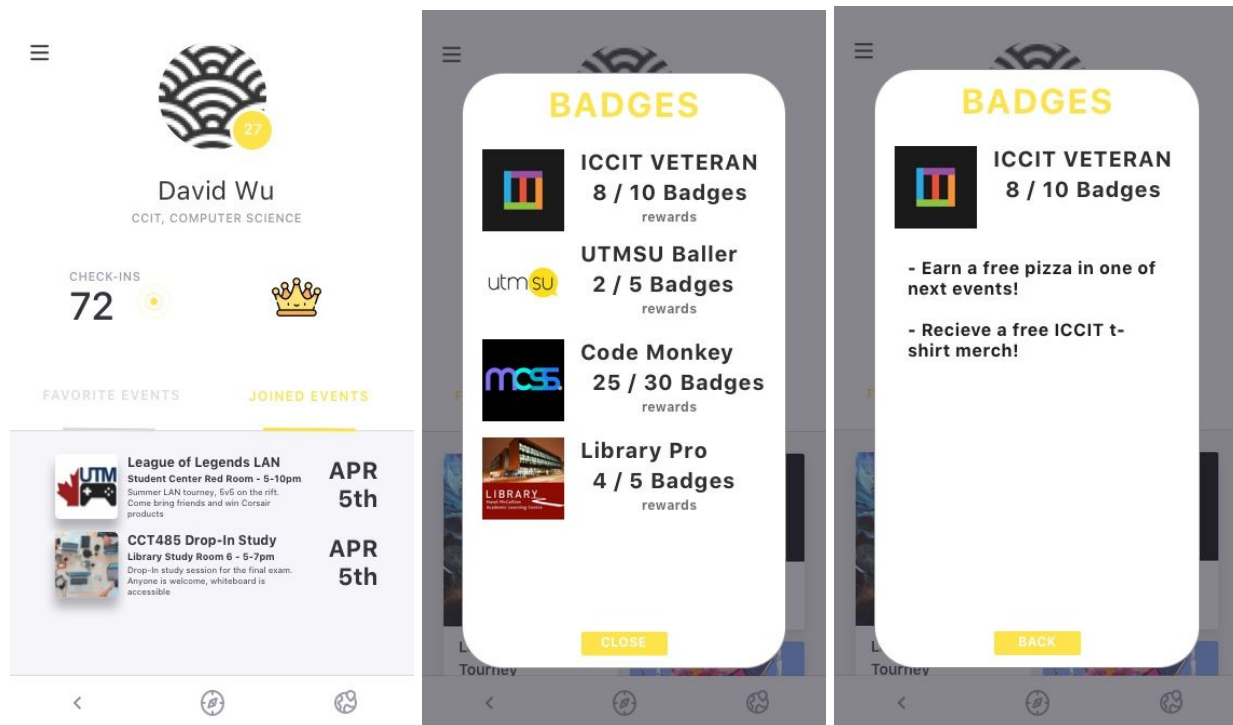 27
David Wu
CCIT, COMPUTER SCIENCE
CHECK-INS
72
FAVORITE EVENTS
JOINED EVENTS
UTM
League of Legends LAN
Student Center Red Room - 5-10pm
Summer LAN tourney, 5v5 on the rift.
Come bring friends and win Corsair
products
APR
5th
CCT485 Drop-In Study
Library Study Room 6 - 5-7pm
Drop-In study session for the final exam.
Anyone is welcome, whiteboard is
accessible
APR
5th
BADGES
ICCIT VETERAN
8 / 10 Badges
rewards
utmsu
UTMSU Baller
2 / 5 Badges
rewards
mcss.
Code Monkey
25 / 30 Badges
rewards
LIBRARY
Hazel McCallion
Academic Learning Centre
Library Pro
4 / 5 Badges
rewards
CLOSE
F
L
Tourney
BADGES
ICCIT VETERAN
8 / 10 Badges
- Earn a free pizza in one of
next events!
- Recieve a free ICCIT t-
shirt merch!
BACK
F
L
Tourney